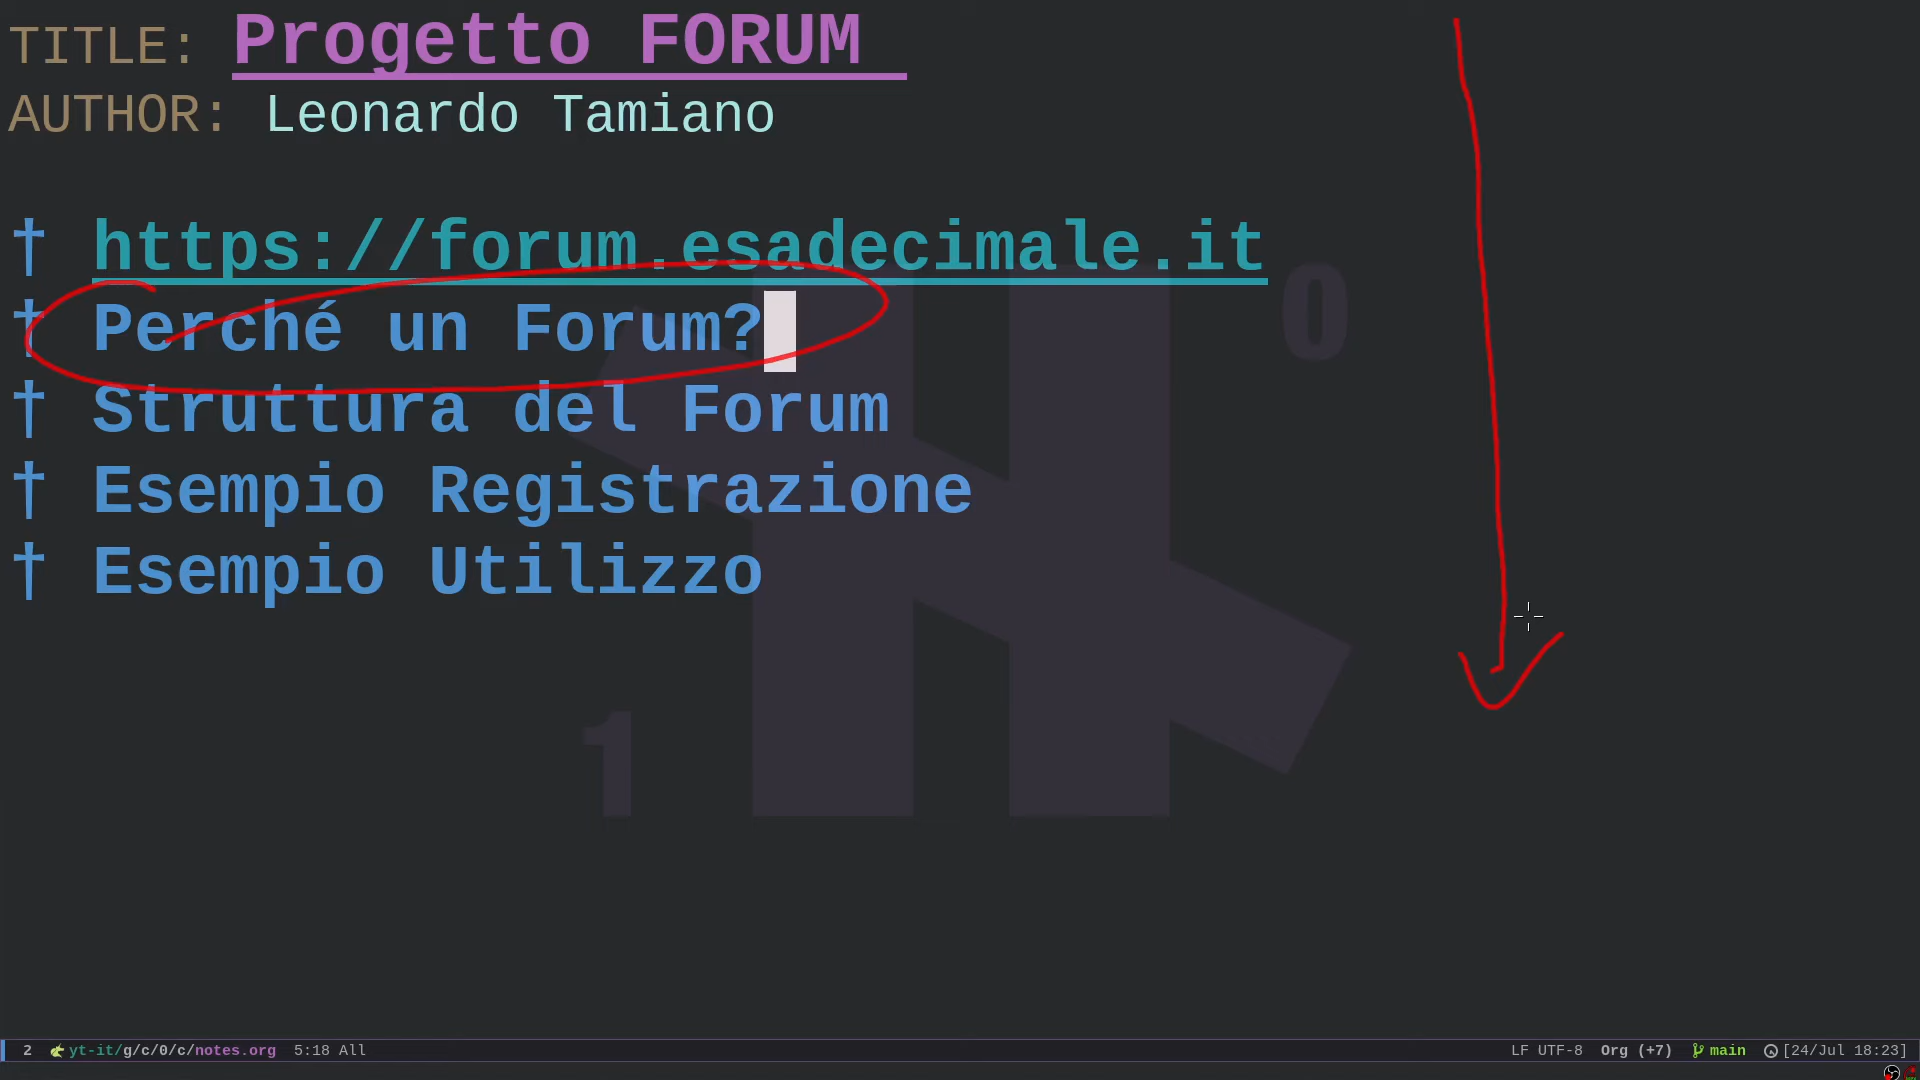 TITLE: Progetto FORUM
AUTHOR: Leonardo Tamiano
† https://forum.esadecimale.it
† Perché un Forum?
† Struttura del Forum
† Esempio Registrazione
† Esempio Utilizzo
0
1
2 yt-it/g/c/0/c/notes.org 5:18 All LF UTF-8 Org (+7) main [24/Jul 18:23]